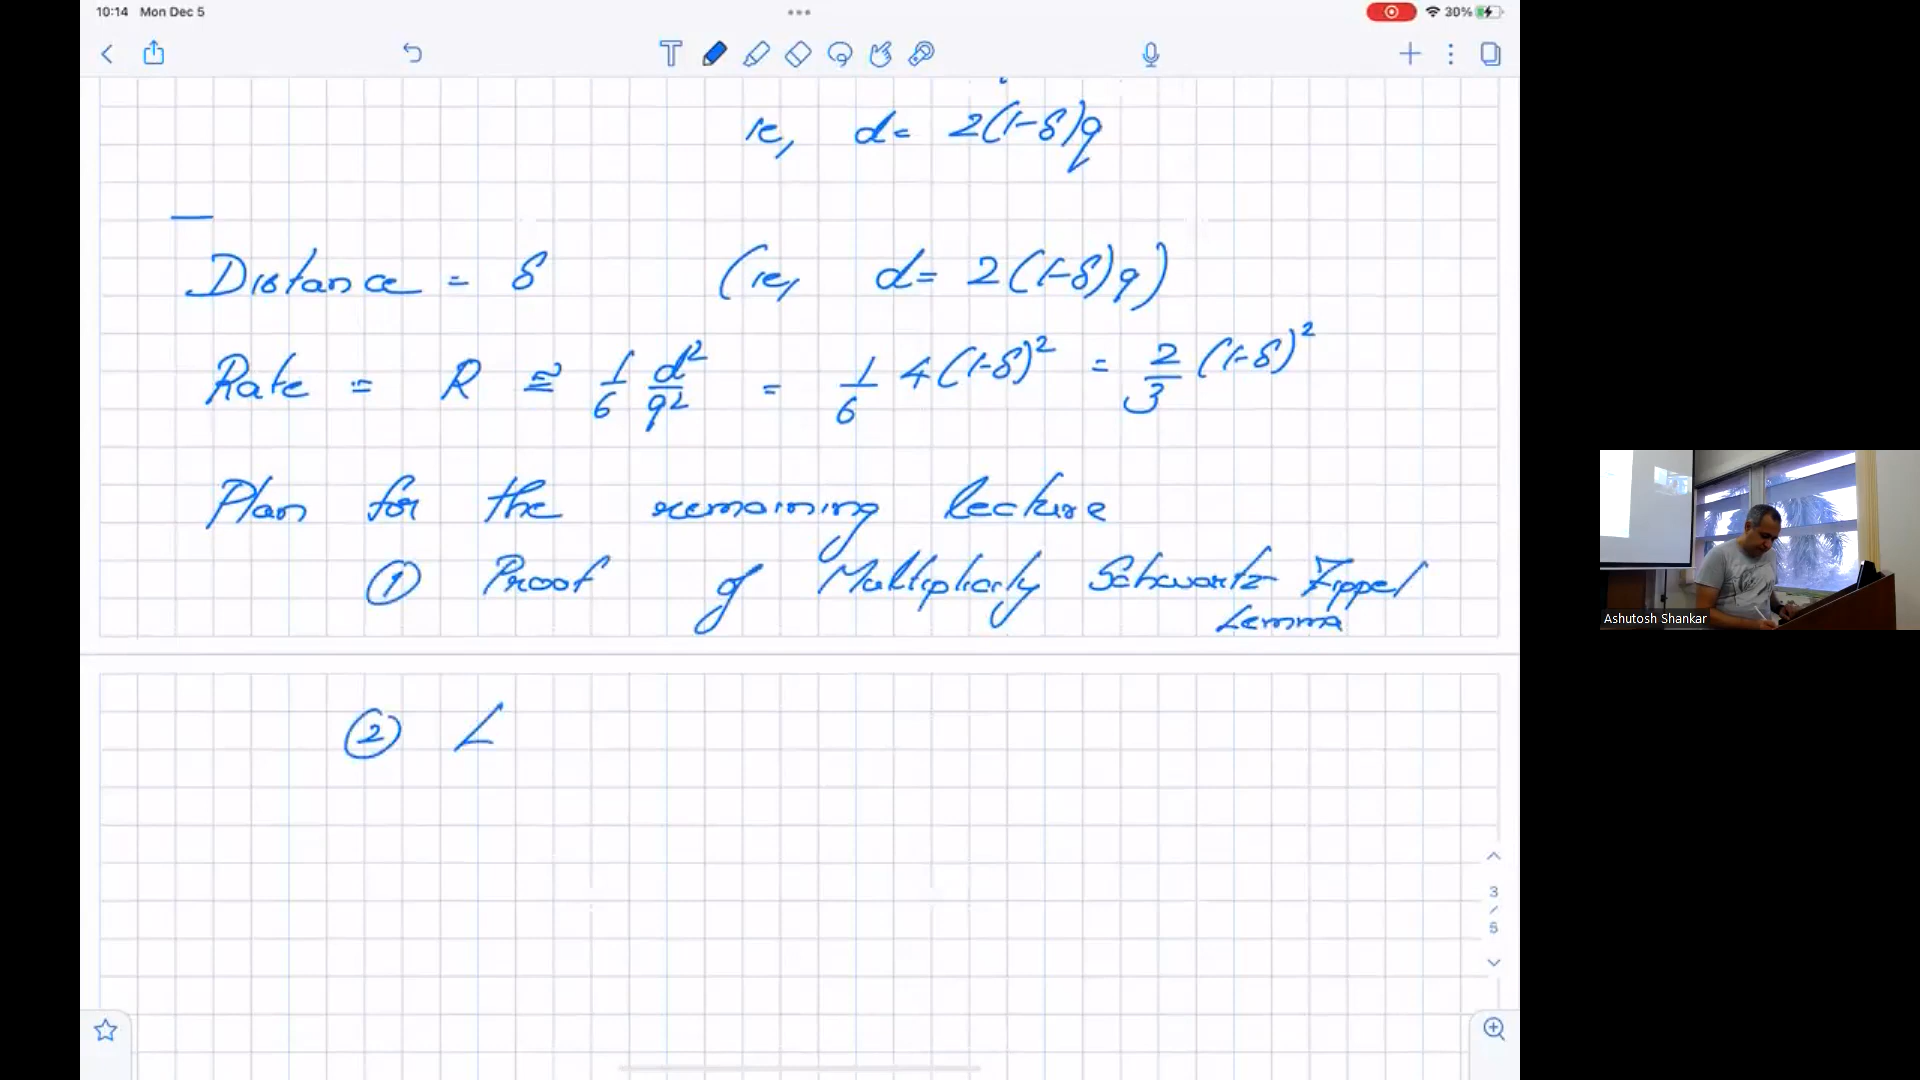 10:14 Mon Dec 5
30%
ie, d = 2(1-δ)q
Distance = δ (ie, d = 2(1-δ)q)
Rate = R ≅ 1/6 d²/q² = 1/6 4(1-δ)² = 2/3 (1-δ)²
Plan for the remaining lecture
① Proof of Multiplicity Schwartz Zippel
Lemma
② L
3
/
5
Ashutosh Shankar